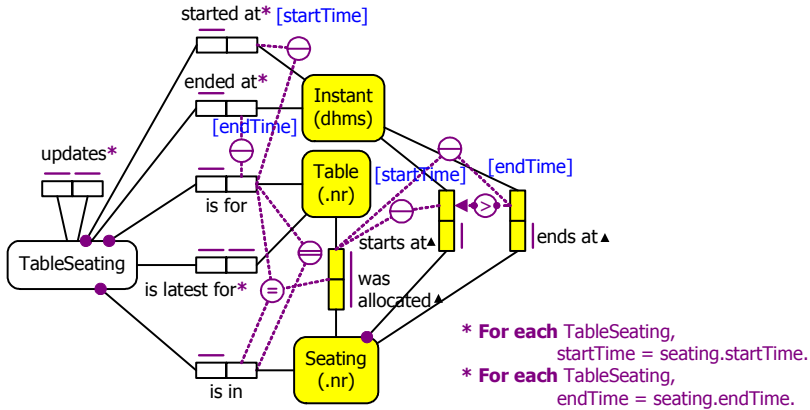 started at* [startTime]
ended at*
Instant
(dhms)
[endTime]
updates*
Table
(.nr)
[startTime]
[endTime]
is for
TableSeating
starts at▲
ends at▲
is latest for*
was
allocated▲
=
>
Seating
(.nr)
is in
* For each TableSeating,
startTime = seating.startTime.
* For each TableSeating,
endTime = seating.endTime.